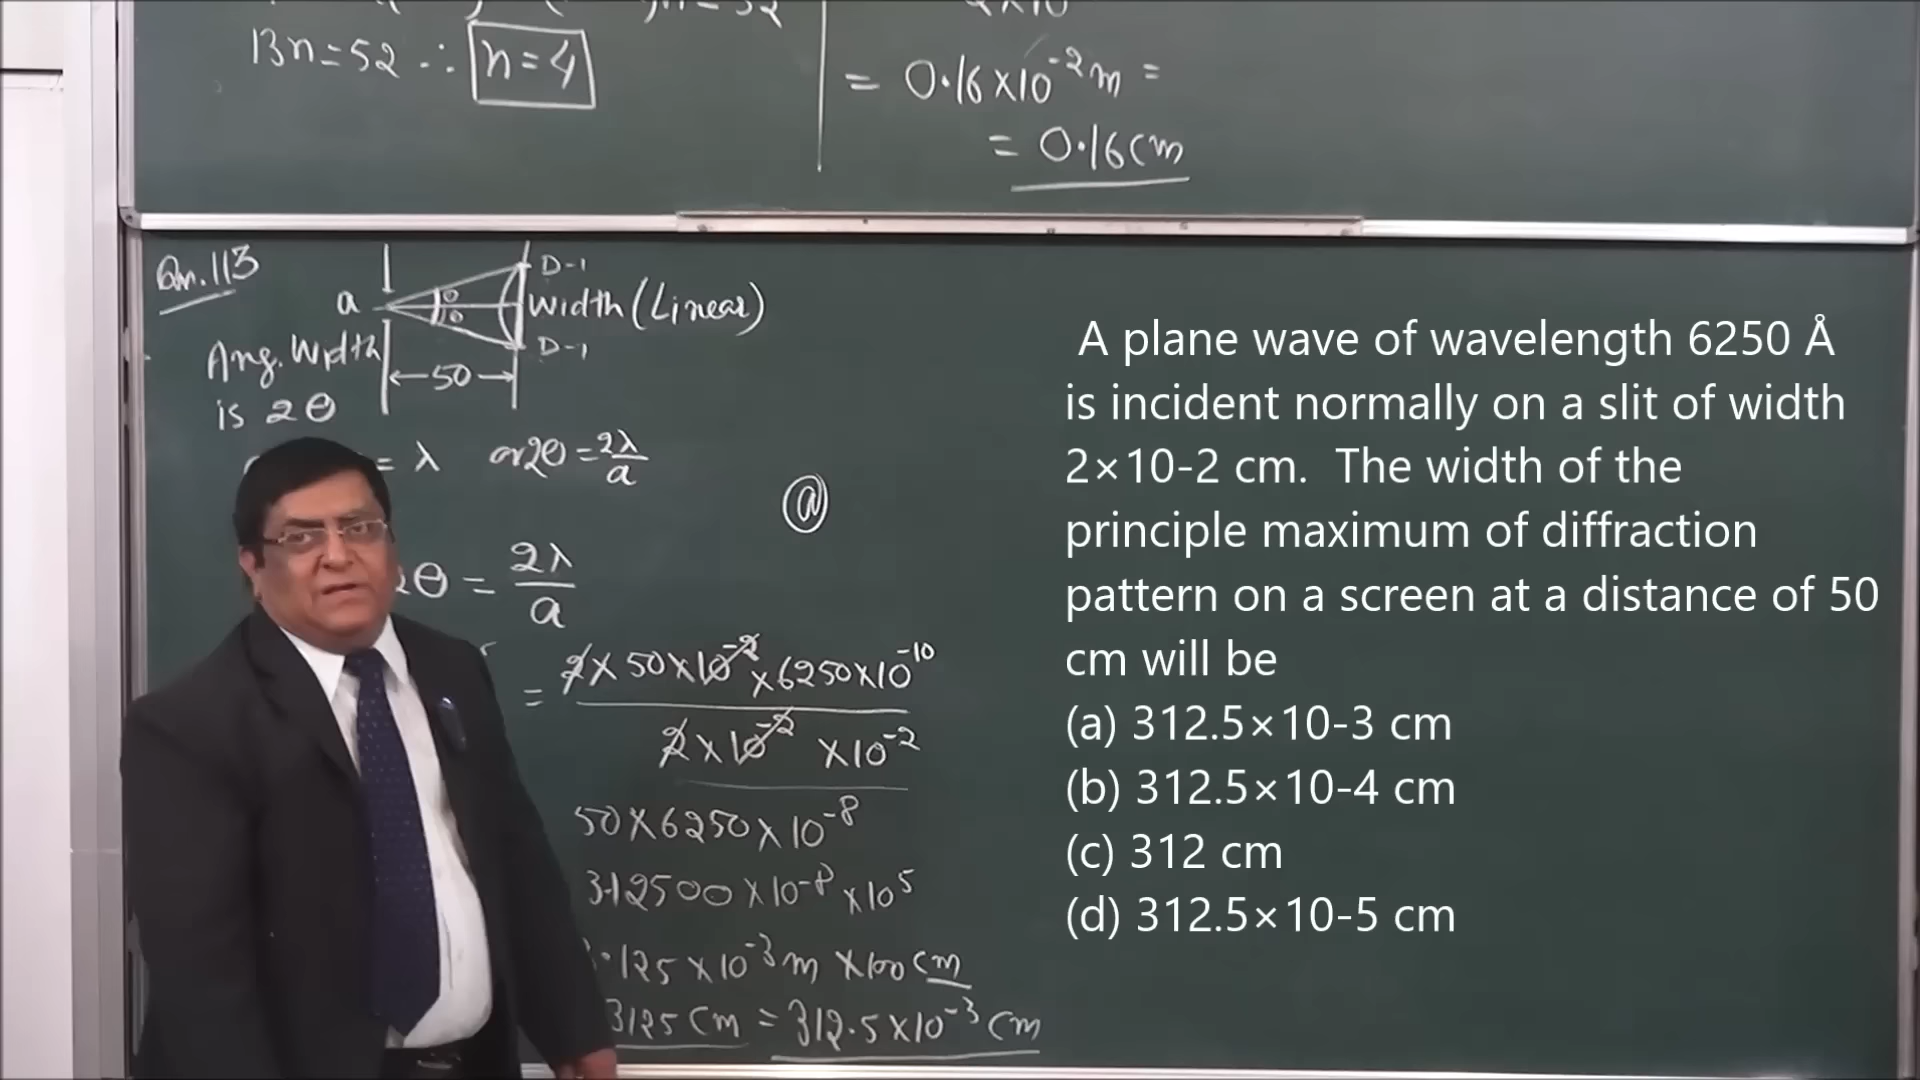 13n=52 ∴ n=4
= 0.16×10⁻²m =
= 0.16cm
Qn.113
a
D-1
Width (Linear)
D-1
Ang. Width
is 2θ
←50→
= λ or 2θ = 2λ/a
@
2θ = 2λ/a
= 2×50×10⁻²×6250×10⁻¹⁰
2×10⁻² ×10⁻²
50×6250×10⁻⁸
312500×10⁻⁸×10⁵
.125×10⁻³m ×100cm
3125 cm = 312.5×10⁻³ cm
A plane wave of wavelength 6250 Å
is incident normally on a slit of width
2×10-2 cm. The width of the
principle maximum of diffraction
pattern on a screen at a distance of 50
cm will be
(a) 312.5×10-3 cm
(b) 312.5×10-4 cm
(c) 312 cm
(d) 312.5×10-5 cm